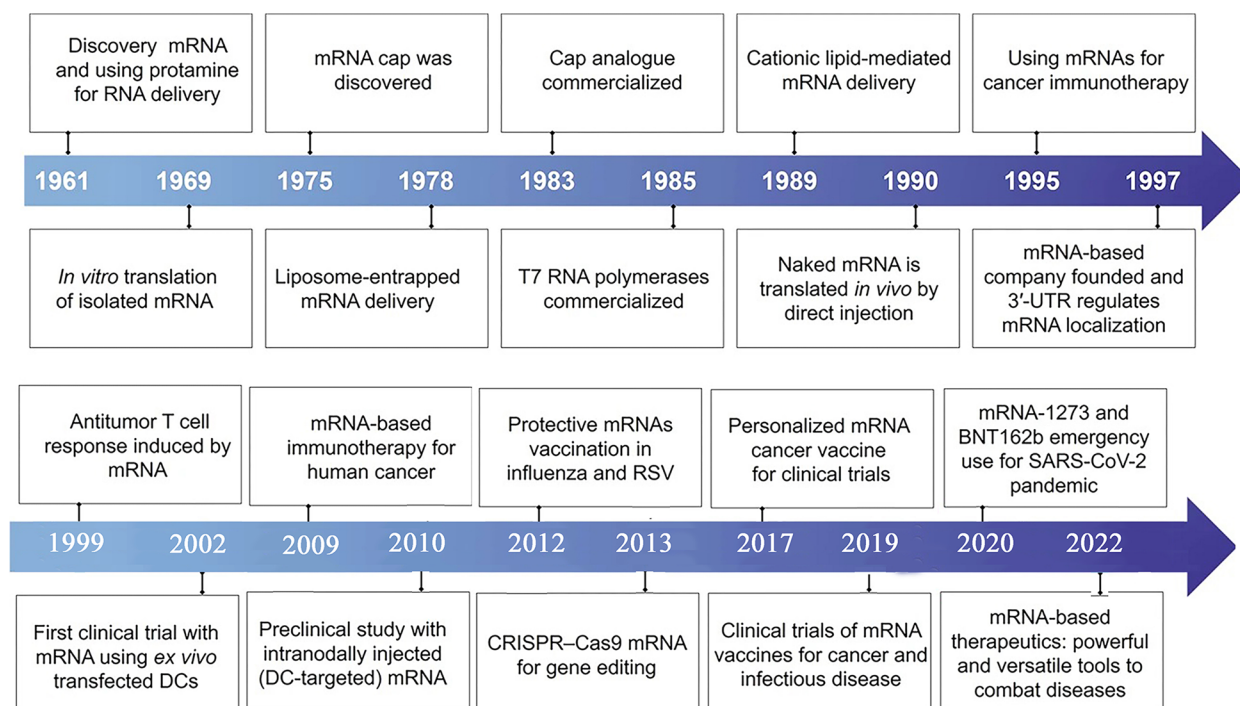 Discovery mRNA
and using protamine
for RNA delivery
mRNA cap was
discovered
Cap analogue
commercialized
Cationic lipid-mediated
mRNA delivery
Using mRNAs for
cancer immunotherapy
1961 1969 1975 1978 1983 1985 1989 1990 1995 1997
In vitro translation
of isolated mRNA
Liposome-entrapped
mRNA delivery
T7 RNA polymerases
commercialized
Naked mRNA is
translated in vivo by
direct injection
mRNA-based
company founded and
3′-UTR regulates
mRNA localization
Antitumor T cell
response induced by
mRNA
mRNA-based
immunotherapy for
human cancer
Protective mRNAs
vaccination in
influenza and RSV
Personalized mRNA
cancer vaccine
for clinical trials
mRNA-1273 and
BNT162b emergency
use for SARS-CoV-2
pandemic
1999 2002 2009 2010 2012 2013 2017 2019 2020 2022
First clinical trial with
mRNA using ex vivo
transfected DCs
Preclinical study with
intranodally injected
(DC-targeted) mRNA
CRISPR–Cas9 mRNA
for gene editing
Clinical trials of mRNA
vaccines for cancer and
infectious disease
mRNA-based
therapeutics: powerful
and versatile tools to
combat diseases